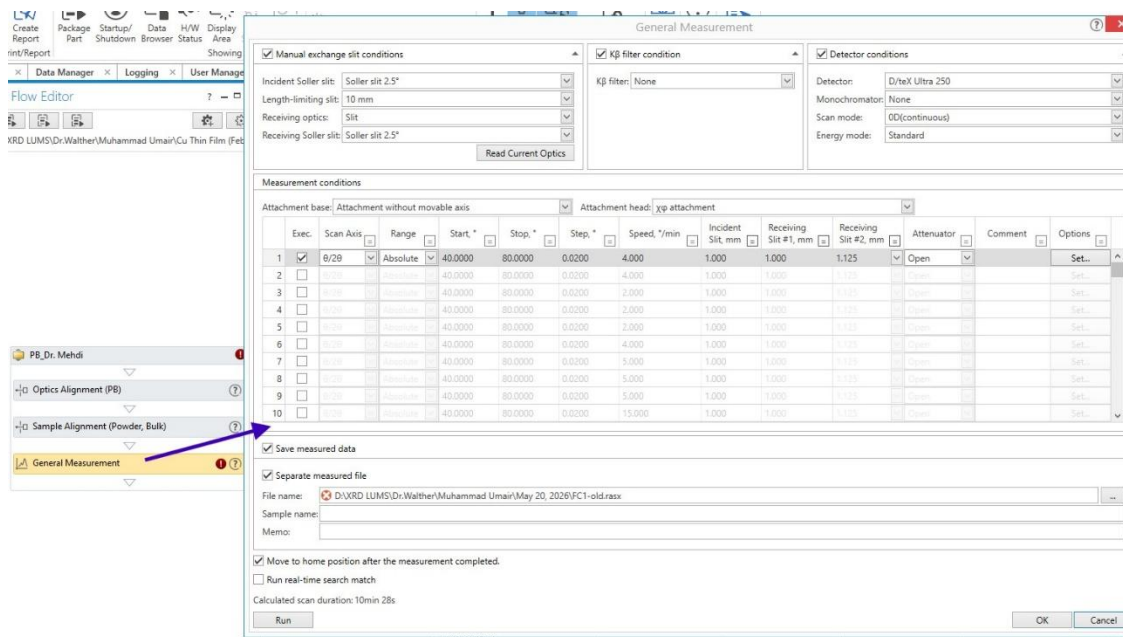 Create Report
Package Part
Startup/ Shutdown
Data Browser
H/W Status
Display Area
rint/Report
Showing
Data Manager × Logging × User Manage
Flow Editor
XRD LUMS\Dr.Walther\Muhammad Umair\Cu Thin Film (Feb
PB_Dr. Mehdi
Optics Alignment (PB)
Sample Alignment (Powder, Bulk)
General Measurement
General Measurement
Manual exchange slit conditions
Incident Soller slit: Soller slit 2.5°
Length-limiting slit: 10 mm
Receiving optics: Slit
Receiving Soller slit: Soller slit 2.5°
Read Current Optics
Kβ filter condition
Kβ filter: None
Detector conditions
Detector: D/teX Ultra 250
Monochromator: None
Scan mode: 0D(continuous)
Energy mode: Standard
Measurement conditions
Attachment base: Attachment without movable axis Attachment head: χφ attachment
Exec. Scan Axis Range Start, ° Stop, ° Step, ° Speed, °/min Incident Slit, mm Receiving Slit #1, mm Receiving Slit #2, mm Attenuator Comment Options
1 θ/2θ Absolute 40.0000 80.0000 0.0200 4.000 1.000 1.000 1.125 Open Set...
2 θ/2θ Absolute 40.0000 80.0000 0.0200 4.000 1.000 1.000 1.125 Open Set...
3 θ/2θ Absolute 40.0000 80.0000 0.0200 2.000 1.000 1.000 1.125 Open Set...
4 θ/2θ Absolute 40.0000 80.0000 0.0200 2.000 1.000 1.000 1.125 Open Set...
5 θ/2θ Absolute 40.0000 80.0000 0.0200 2.000 1.000 1.000 1.125 Open Set...
6 θ/2θ Absolute 40.0000 80.0000 0.0200 4.000 1.000 1.000 1.125 Open Set...
7 θ/2θ Absolute 40.0000 80.0000 0.0200 5.000 1.000 1.000 1.125 Open Set...
8 θ/2θ Absolute 40.0000 80.0000 0.0200 5.000 1.000 1.000 1.125 Open Set...
9 θ/2θ Absolute 40.0000 80.0000 0.0200 5.000 1.000 1.000 1.125 Open Set...
10 θ/2θ Absolute 40.0000 80.0000 0.0200 15.000 1.000 1.000 1.125 Open Set...
Save measured data
Separate measured file
File name: D:\XRD LUMS\Dr.Walther\Muhammad Umair\May 20, 2026\FC1-old.rasx ...
Sample name:
Memo:
Move to home position after the measurement completed.
Run real-time search match
Calculated scan duration: 10min 28s
Run OK Cancel